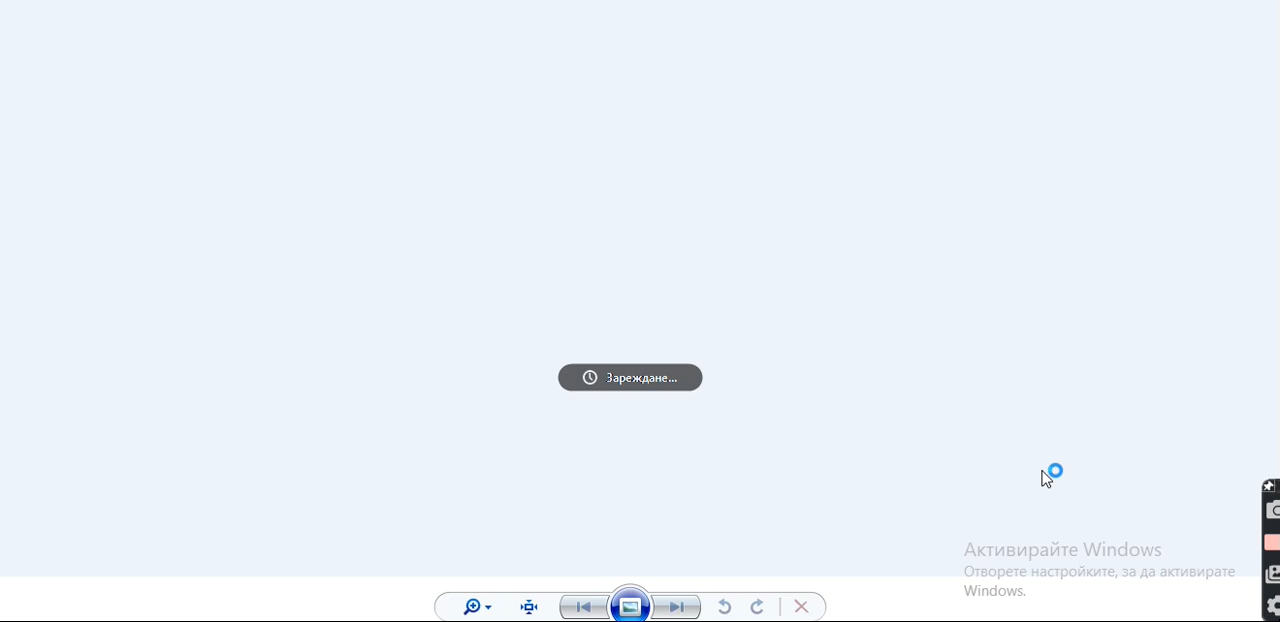 Зареждане...
Активирайте Windows
Отворете настройките, за да активирате
Windows.